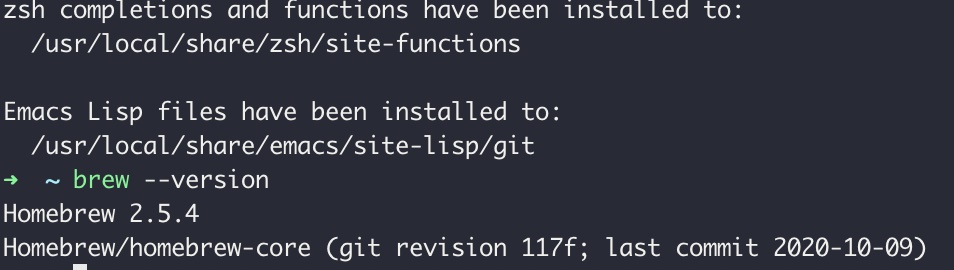 zsh completions and functions have been installed to:
  /usr/local/share/zsh/site-functions

Emacs Lisp files have been installed to:
  /usr/local/share/emacs/site-lisp/git
➜  ~ brew --version
Homebrew 2.5.4
Homebrew/homebrew-core (git revision 117f; last commit 2020-10-09)